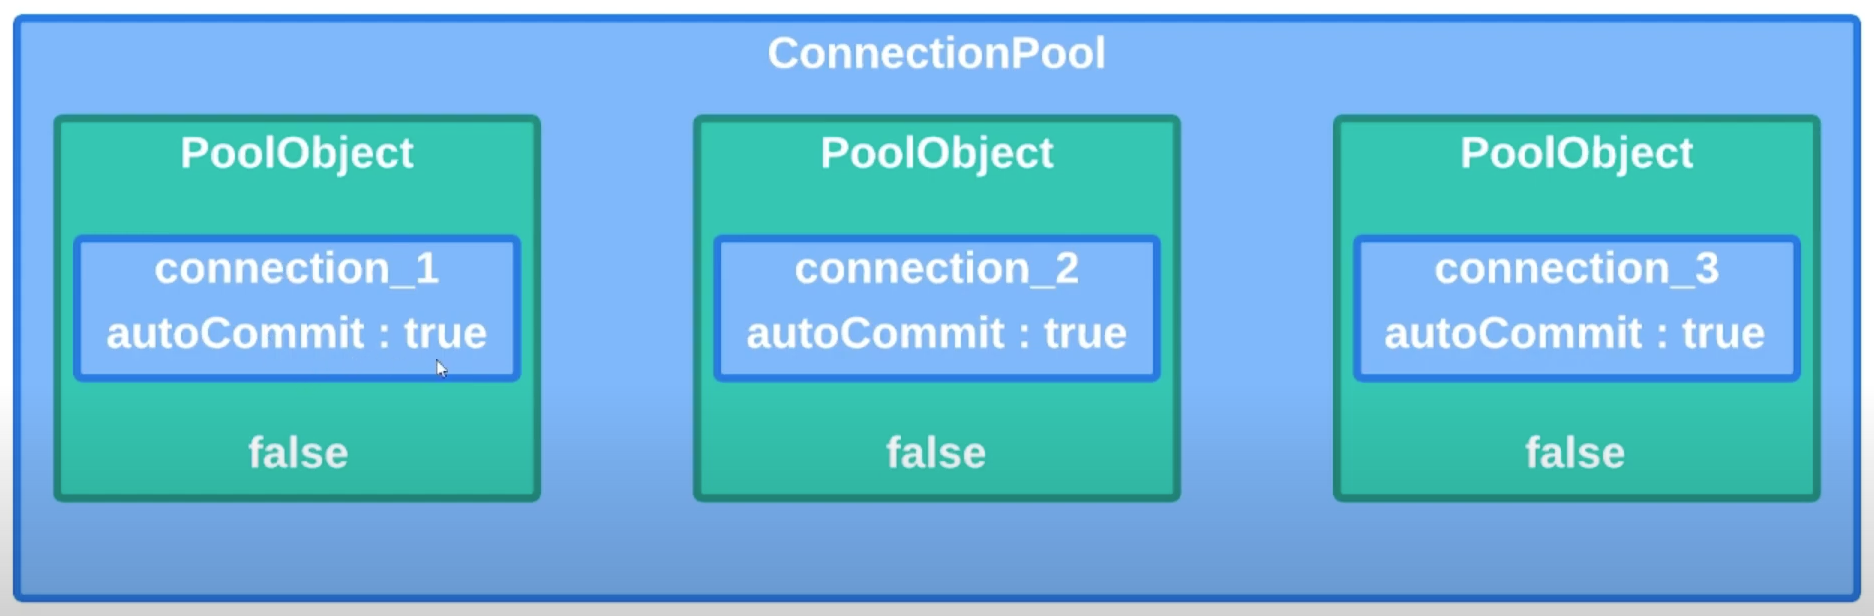 ConnectionPool
PoolObject
connection_1
autoCommit : true
false
PoolObject
connection_2
autoCommit : true
false
PoolObject
connection_3
autoCommit : true
false